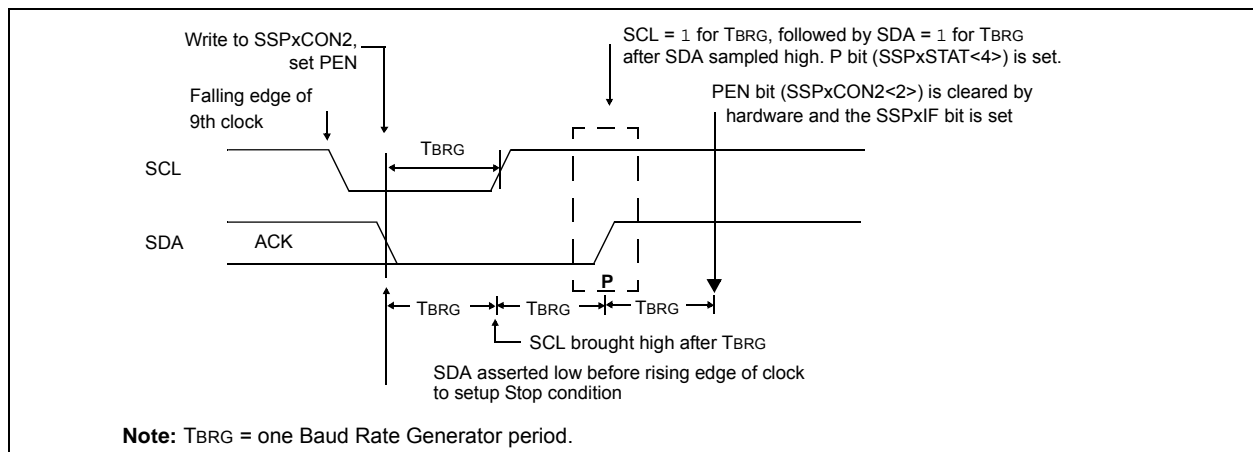 Write to SSPxCON2,
set PEN
SCL = 1 for TBRG, followed by SDA = 1 for TBRG
after SDA sampled high. P bit (SSPxSTAT<4>) is set.
Falling edge of
9th clock
PEN bit (SSPxCON2<2>) is cleared by
hardware and the SSPxIF bit is set
TBRG
SCL
SDA
ACK
P
TBRG
TBRG
TBRG
SCL brought high after TBRG
SDA asserted low before rising edge of clock
to setup Stop condition
Note: TBRG = one Baud Rate Generator period.